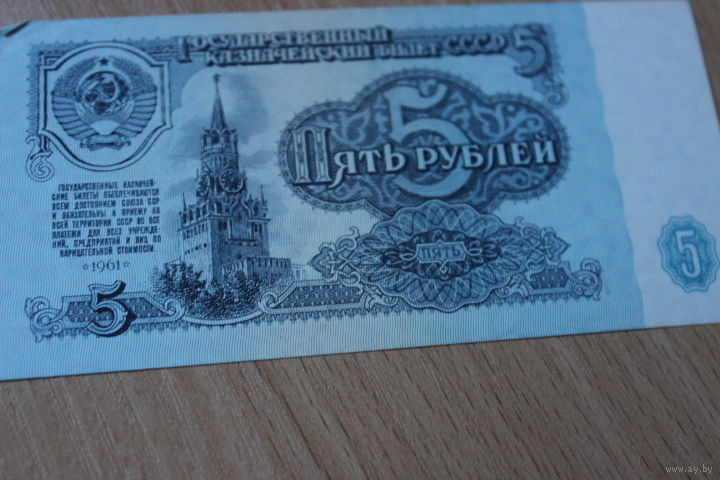 ГОСУДАРСТВЕННЫЙ
КАЗНАЧЕЙСКИЙ БИЛЕТ СССР
5
5
ПЯТЬ РУБЛЕЙ
ГОСУДАРСТВЕННЫЕ КАЗНАЧЕЙ-
СКИЕ БИЛЕТЫ ОБЕСПЕЧИВАЮТСЯ
ВСЕМ ДОСТОЯНИЕМ СОЮЗА ССР
И ОБЯЗАТЕЛЬНЫ К ПРИЕМУ НА
ВСЕЙ ТЕРРИТОРИИ СССР ВО ВСЕ
ПЛАТЕЖИ ДЛЯ ВСЕХ УЧРЕЖДЕ-
НИЙ, ПРЕДПРИЯТИЙ И ЛИЦ ПО
НАРИЦАТЕЛЬНОЙ СТОИМОСТИ.
1961
ПЯТЬ
5
5
www.ay.by